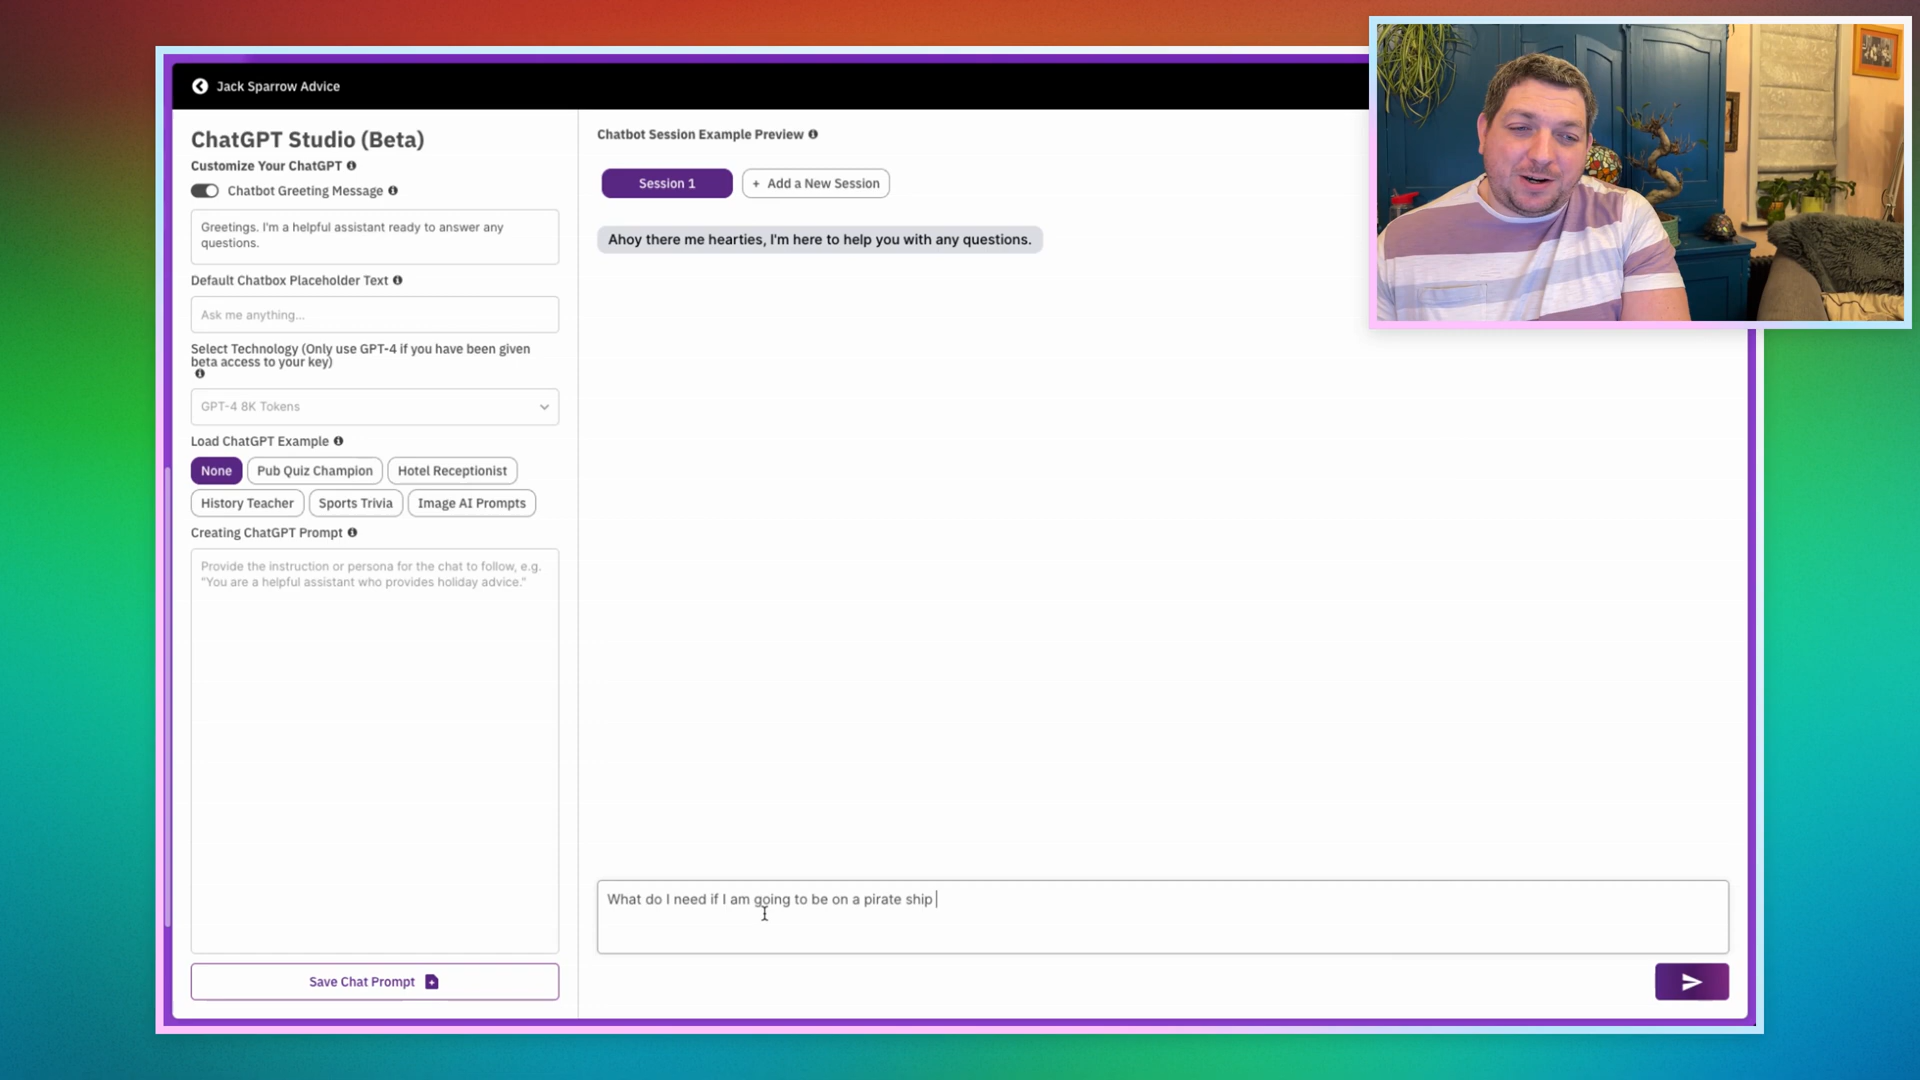 Jack Sparrow Advice
ChatGPT Studio (Beta)
Customize Your ChatGPT
Chatbot Greeting Message
Greetings. I'm a helpful assistant ready to answer any
questions.
Default Chatbox Placeholder Text
Ask me anything...
Select Technology (Only use GPT-4 if you have been given
beta access to your key)
GPT-4 8K Tokens
Load ChatGPT Example
None
Pub Quiz Champion
Hotel Receptionist
History Teacher
Sports Trivia
Image AI Prompts
Creating ChatGPT Prompt
Provide the instruction or persona for the chat to follow, e.g.
"You are a helpful assistant who provides holiday advice."
Save Chat Prompt
Chatbot Session Example Preview
Session 1
+ Add a New Session
Ahoy there me hearties, I'm here to help you with any questions.
What do I need if I am going to be on a pirate ship